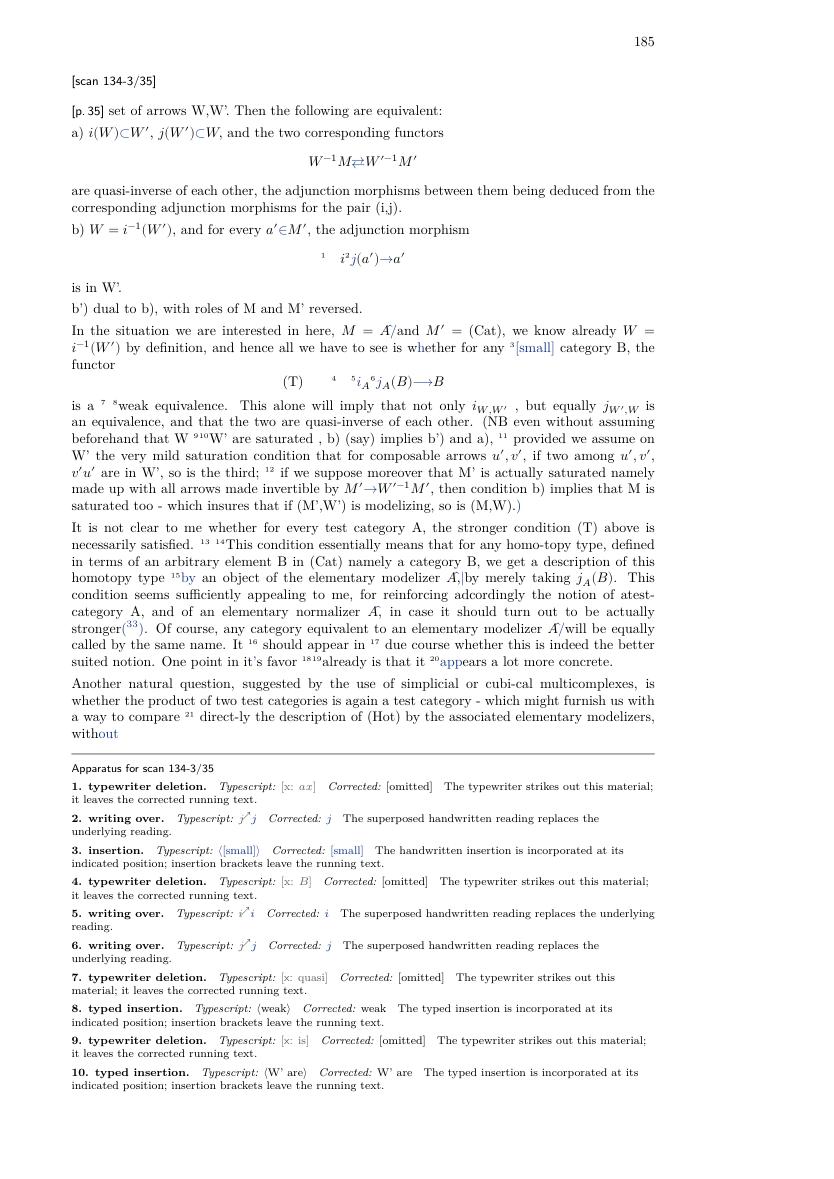 185
[scan 134-3/35]
[p. 35] set of arrows W,W'. Then the following are equivalent:
a) i(W)⊂W′, j(W′)⊂W, and the two corresponding functors
W⁻¹M⇄W′⁻¹M′
are quasi-inverse of each other, the adjunction morphisms between them being deduced from the
corresponding adjunction morphisms for the pair (i,j).
b) W = i⁻¹(W′), and for every a′∈M′, the adjunction morphism
¹ i²j(a′)→a′
is in W'.
b') dual to b), with roles of M and M' reversed.
In the situation we are interested in here, M = A̸/and M′ = (Cat), we know already W =
i⁻¹(W′) by definition, and hence all we have to see is whether for any ³[small] category B, the
functor
(T) ⁴ ⁵i_A⁶j_A(B)⟶B
is a ⁷ ⁸weak equivalence. This alone will imply that not only i_{W,W′} , but equally j_{W′,W} is
an equivalence, and that the two are quasi-inverse of each other. (NB even without assuming
beforehand that W ⁹¹⁰W' are saturated , b) (say) implies b') and a), ¹¹ provided we assume on
W' the very mild saturation condition that for composable arrows u′, v′, if two among u′, v′,
v′u′ are in W', so is the third; ¹² if we suppose moreover that M' is actually saturated namely
made up with all arrows made invertible by M′→W′⁻¹M′, then condition b) implies that M is
saturated too - which insures that if (M',W') is modelizing, so is (M,W).)
It is not clear to me whether for every test category A, the stronger condition (T) above is
necessarily satisfied. ¹³ ¹⁴This condition essentially means that for any homo-topy type, defined
in terms of an arbitrary element B in (Cat) namely a category B, we get a description of this
homotopy type ¹⁵by an object of the elementary modelizer Aˆ,|by merely taking j_A(B). This
condition seems sufficiently appealing to me, for reinforcing adcordingly the notion of atest-
category A, and of an elementary normalizer Aˆ, in case it should turn out to be actually
stronger(³³). Of course, any category equivalent to an elementary modelizer Aˆ/will be equally
called by the same name. It ¹⁶ should appear in ¹⁷ due course whether this is indeed the better
suited notion. One point in it's favor ¹⁸¹⁹already is that it ²⁰appears a lot more concrete.
Another natural question, suggested by the use of simplicial or cubi-cal multicomplexes, is
whether the product of two test categories is again a test category - which might furnish us with
a way to compare ²¹ direct-ly the description of (Hot) by the associated elementary modelizers,
without
Apparatus for scan 134-3/35
1. typewriter deletion. Typescript: [x: ax] Corrected: [omitted] The typewriter strikes out this material;
it leaves the corrected running text.
2. writing over. Typescript: j↗j Corrected: j The superposed handwritten reading replaces the
underlying reading.
3. insertion. Typescript: ⟨[small]⟩ Corrected: [small] The handwritten insertion is incorporated at its
indicated position; insertion brackets leave the running text.
4. typewriter deletion. Typescript: [x: B] Corrected: [omitted] The typewriter strikes out this material;
it leaves the corrected running text.
5. writing over. Typescript: i↗i Corrected: i The superposed handwritten reading replaces the underlying
reading.
6. writing over. Typescript: j↗j Corrected: j The superposed handwritten reading replaces the
underlying reading.
7. typewriter deletion. Typescript: [x: quasi] Corrected: [omitted] The typewriter strikes out this
material; it leaves the corrected running text.
8. typed insertion. Typescript: ⟨weak⟩ Corrected: weak The typed insertion is incorporated at its
indicated position; insertion brackets leave the running text.
9. typewriter deletion. Typescript: [x: is] Corrected: [omitted] The typewriter strikes out this material;
it leaves the corrected running text.
10. typed insertion. Typescript: ⟨W' are⟩ Corrected: W' are The typed insertion is incorporated at its
indicated position; insertion brackets leave the running text.